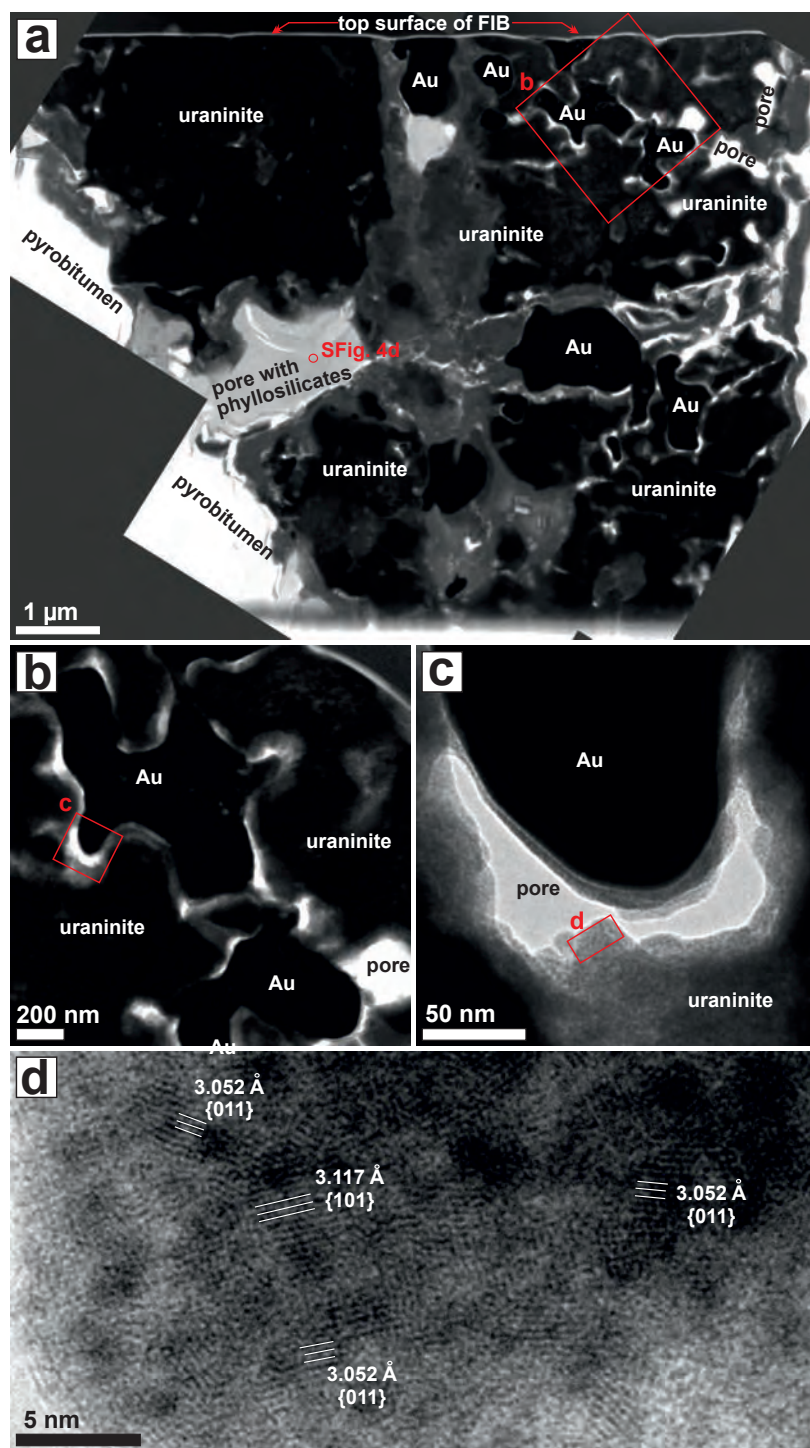 a
top surface of FIB
Au
Au
b
uraninite
Au
pore
Au
pore
uraninite
uraninite
pyrobitumen
Au
SFig. 4d
pore with
phyllosilicates
Au
uraninite
uraninite
pyrobitumen
1 µm
b
Au
c
uraninite
uraninite
pore
Au
200 nm
Au
c
Au
pore
d
uraninite
50 nm
d
3.052 Å
{011}
3.117 Å
{101}
3.052 Å
{011}
3.052 Å
{011}
5 nm